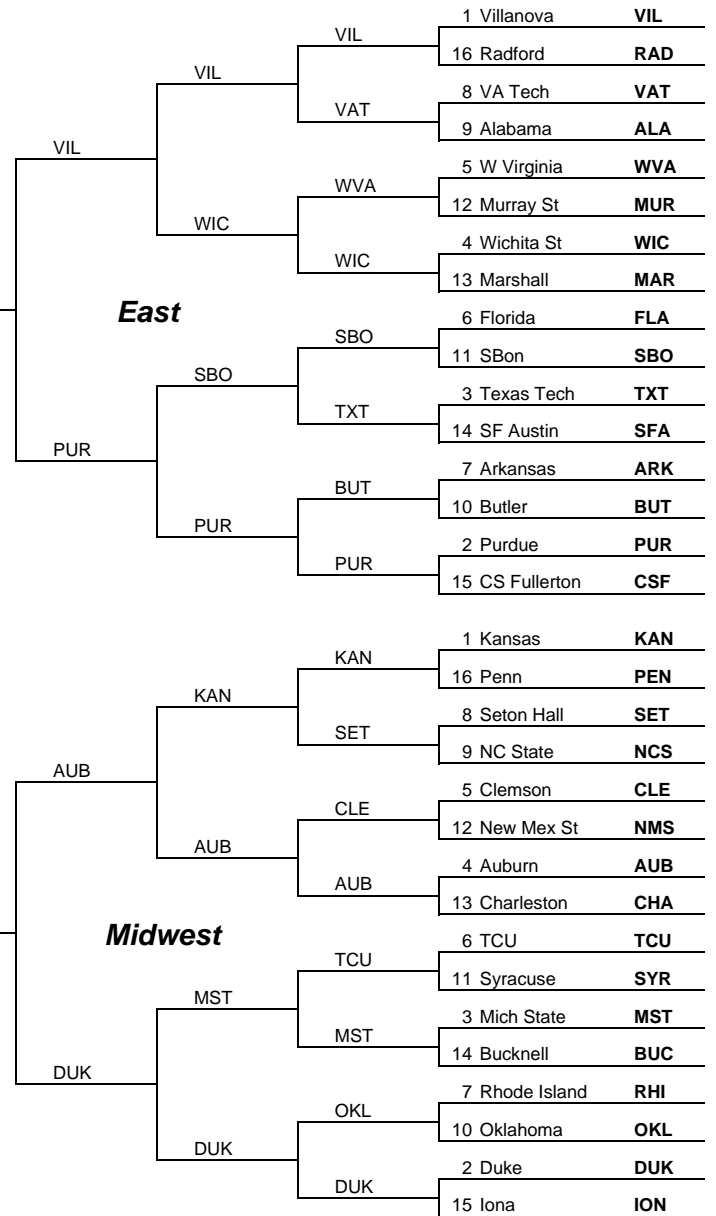 1 Villanova VIL
VIL
16 Radford RAD
VIL
8 VA Tech VAT
VAT
9 Alabama ALA
VIL
5 W Virginia WVA
WVA
12 Murray St MUR
WIC
4 Wichita St WIC
WIC
13 Marshall MAR
East
6 Florida FLA
SBO
11 SBon SBO
SBO
3 Texas Tech TXT
TXT
14 SF Austin SFA
PUR
7 Arkansas ARK
BUT
10 Butler BUT
PUR
2 Purdue PUR
PUR
15 CS Fullerton CSF
1 Kansas KAN
KAN
16 Penn PEN
KAN
8 Seton Hall SET
SET
9 NC State NCS
AUB
5 Clemson CLE
CLE
12 New Mex St NMS
AUB
4 Auburn AUB
AUB
13 Charleston CHA
Midwest
6 TCU TCU
TCU
11 Syracuse SYR
MST
3 Mich State MST
MST
14 Bucknell BUC
DUK
7 Rhode Island RHI
OKL
10 Oklahoma OKL
DUK
2 Duke DUK
DUK
15 Iona ION